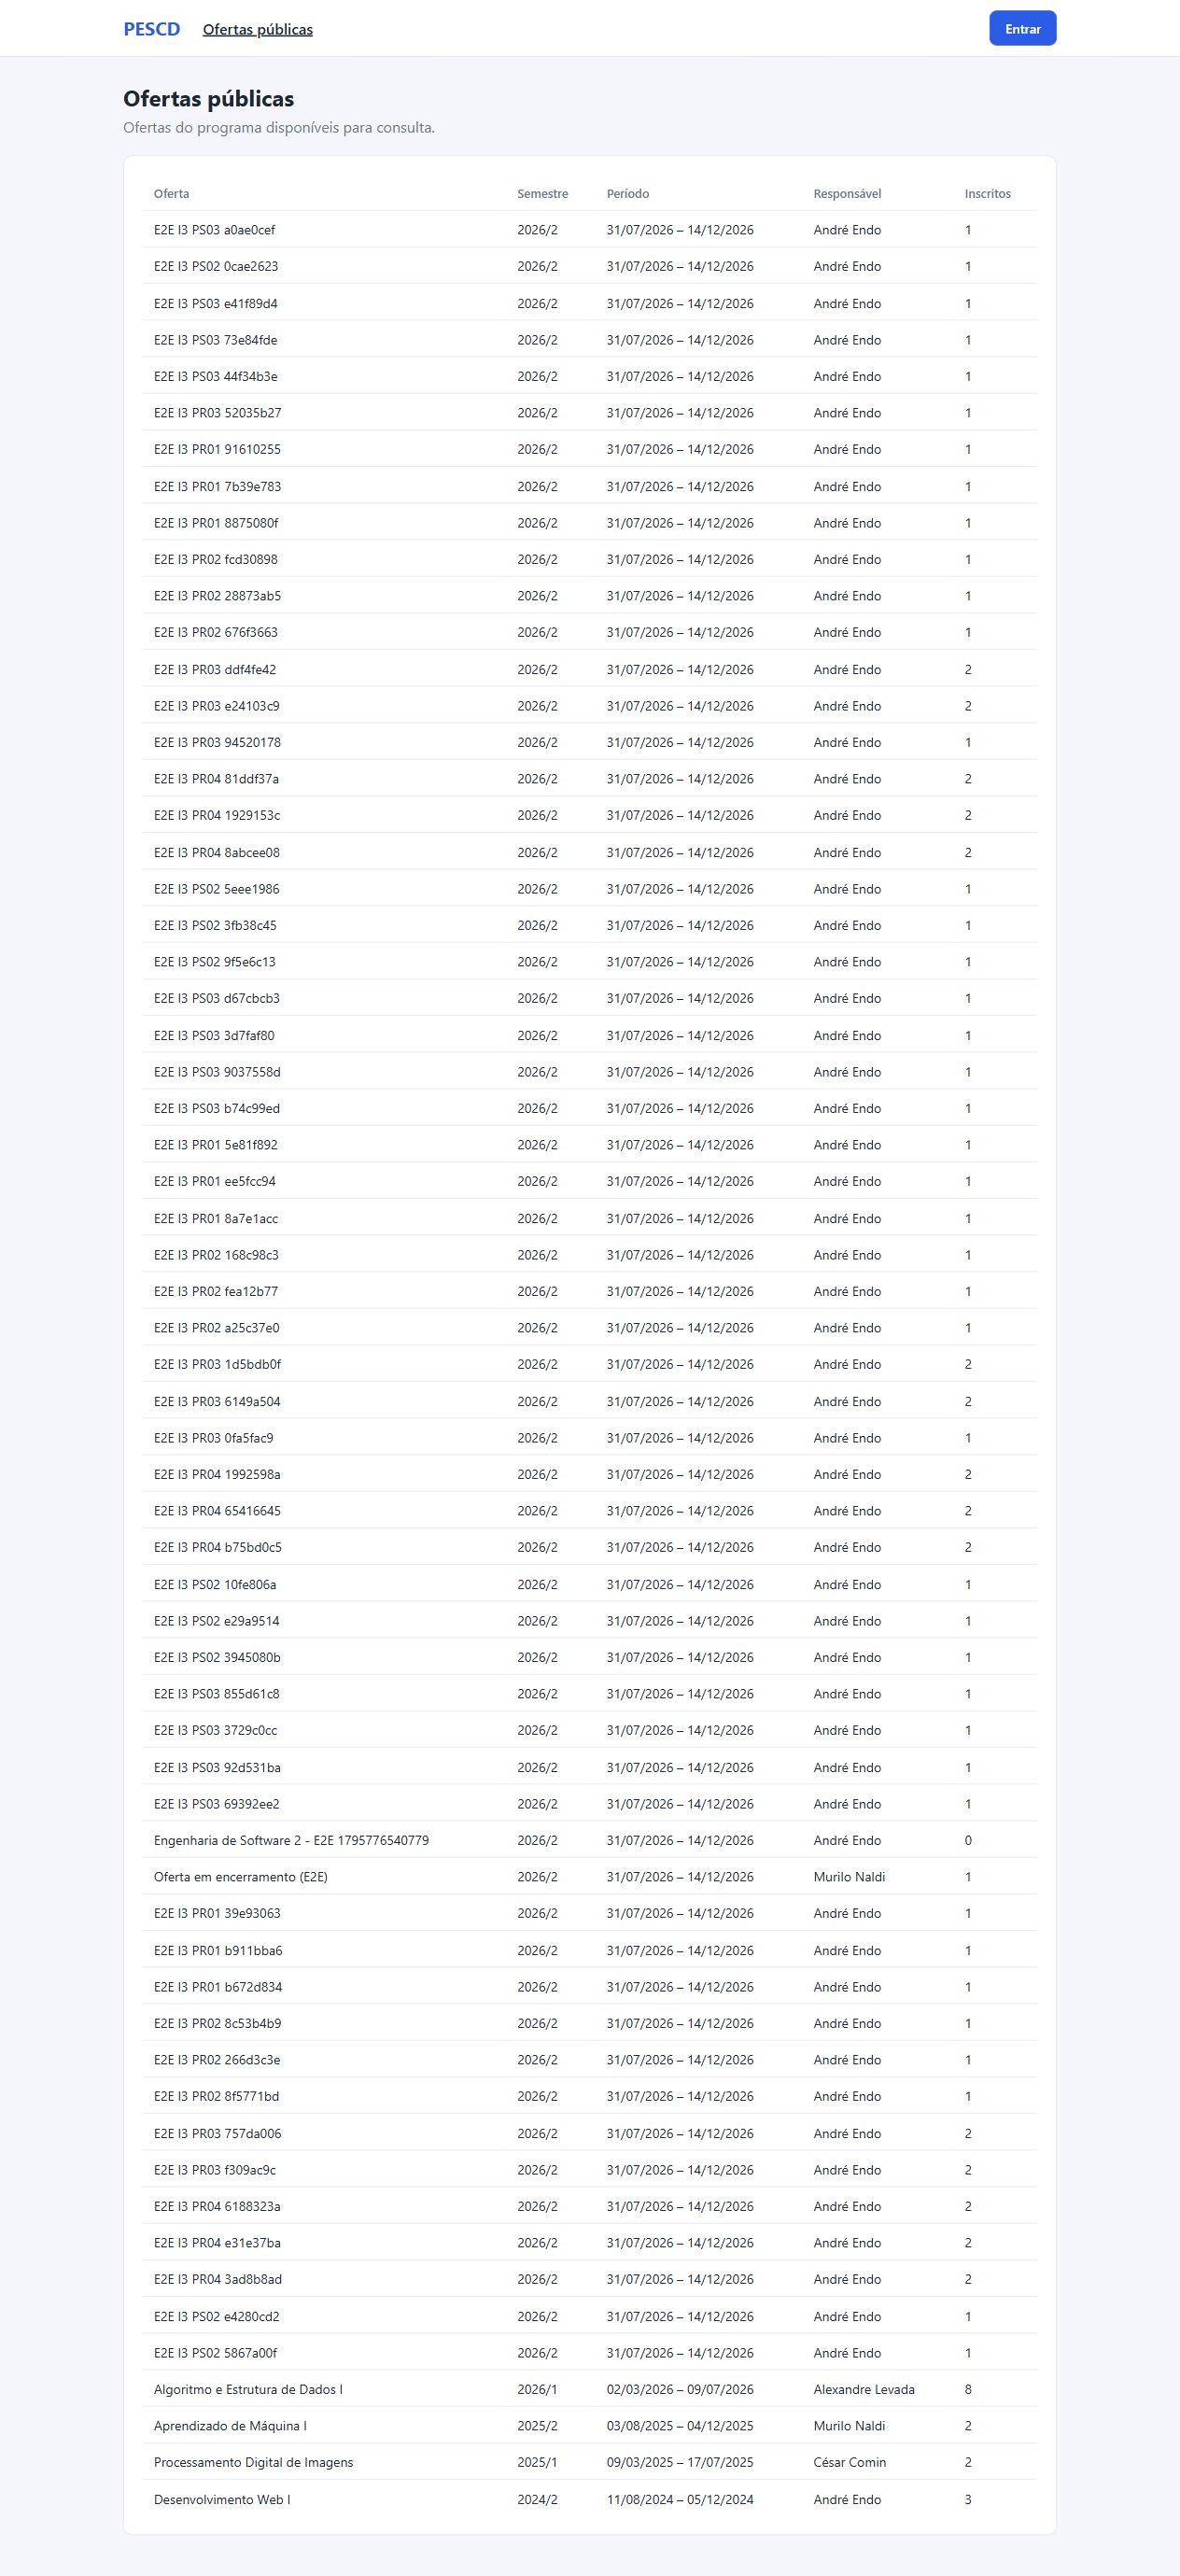 PESCD Ofertas públicas Entrar
Ofertas públicas
Ofertas do programa disponíveis para consulta.
Oferta Semestre Período Responsável Inscritos
E2E I3 PS03 a0ae0cef 2026/2 31/07/2026 – 14/12/2026 André Endo 1
E2E I3 PS02 0cae2623 2026/2 31/07/2026 – 14/12/2026 André Endo 1
E2E I3 PS03 e41f89d4 2026/2 31/07/2026 – 14/12/2026 André Endo 1
E2E I3 PS03 73e84fde 2026/2 31/07/2026 – 14/12/2026 André Endo 1
E2E I3 PS03 44f34b3e 2026/2 31/07/2026 – 14/12/2026 André Endo 1
E2E I3 PR03 52035b27 2026/2 31/07/2026 – 14/12/2026 André Endo 1
E2E I3 PR01 91610255 2026/2 31/07/2026 – 14/12/2026 André Endo 1
E2E I3 PR01 7b39e783 2026/2 31/07/2026 – 14/12/2026 André Endo 1
E2E I3 PR01 8875080f 2026/2 31/07/2026 – 14/12/2026 André Endo 1
E2E I3 PR02 fcd30898 2026/2 31/07/2026 – 14/12/2026 André Endo 1
E2E I3 PR02 28873ab5 2026/2 31/07/2026 – 14/12/2026 André Endo 1
E2E I3 PR02 676f3663 2026/2 31/07/2026 – 14/12/2026 André Endo 1
E2E I3 PR03 ddf4fe42 2026/2 31/07/2026 – 14/12/2026 André Endo 2
E2E I3 PR03 e24103c9 2026/2 31/07/2026 – 14/12/2026 André Endo 2
E2E I3 PR03 94520178 2026/2 31/07/2026 – 14/12/2026 André Endo 1
E2E I3 PR04 81ddf37a 2026/2 31/07/2026 – 14/12/2026 André Endo 2
E2E I3 PR04 1929153c 2026/2 31/07/2026 – 14/12/2026 André Endo 2
E2E I3 PR04 8abcee08 2026/2 31/07/2026 – 14/12/2026 André Endo 2
E2E I3 PS02 5eee1986 2026/2 31/07/2026 – 14/12/2026 André Endo 1
E2E I3 PS02 3fb38c45 2026/2 31/07/2026 – 14/12/2026 André Endo 1
E2E I3 PS02 9f5e6c13 2026/2 31/07/2026 – 14/12/2026 André Endo 1
E2E I3 PS03 d67cbcb3 2026/2 31/07/2026 – 14/12/2026 André Endo 1
E2E I3 PS03 3d7faf80 2026/2 31/07/2026 – 14/12/2026 André Endo 1
E2E I3 PS03 9037558d 2026/2 31/07/2026 – 14/12/2026 André Endo 1
E2E I3 PS03 b74c99ed 2026/2 31/07/2026 – 14/12/2026 André Endo 1
E2E I3 PR01 5e81f892 2026/2 31/07/2026 – 14/12/2026 André Endo 1
E2E I3 PR01 ee5fcc94 2026/2 31/07/2026 – 14/12/2026 André Endo 1
E2E I3 PR01 8a7e1acc 2026/2 31/07/2026 – 14/12/2026 André Endo 1
E2E I3 PR02 168c98c3 2026/2 31/07/2026 – 14/12/2026 André Endo 1
E2E I3 PR02 fea12b77 2026/2 31/07/2026 – 14/12/2026 André Endo 1
E2E I3 PR02 a25c37e0 2026/2 31/07/2026 – 14/12/2026 André Endo 1
E2E I3 PR03 1d5bdb0f 2026/2 31/07/2026 – 14/12/2026 André Endo 2
E2E I3 PR03 6149a504 2026/2 31/07/2026 – 14/12/2026 André Endo 2
E2E I3 PR03 0fa5fac9 2026/2 31/07/2026 – 14/12/2026 André Endo 1
E2E I3 PR04 1992598a 2026/2 31/07/2026 – 14/12/2026 André Endo 2
E2E I3 PR04 65416645 2026/2 31/07/2026 – 14/12/2026 André Endo 2
E2E I3 PR04 b75bd0c5 2026/2 31/07/2026 – 14/12/2026 André Endo 2
E2E I3 PS02 10fe806a 2026/2 31/07/2026 – 14/12/2026 André Endo 1
E2E I3 PS02 e29a9514 2026/2 31/07/2026 – 14/12/2026 André Endo 1
E2E I3 PS02 3945080b 2026/2 31/07/2026 – 14/12/2026 André Endo 1
E2E I3 PS03 855d61c8 2026/2 31/07/2026 – 14/12/2026 André Endo 1
E2E I3 PS03 3729c0cc 2026/2 31/07/2026 – 14/12/2026 André Endo 1
E2E I3 PS03 92d531ba 2026/2 31/07/2026 – 14/12/2026 André Endo 1
E2E I3 PS03 69392ee2 2026/2 31/07/2026 – 14/12/2026 André Endo 1
Engenharia de Software 2 - E2E 1795776540779 2026/2 31/07/2026 – 14/12/2026 André Endo 0
Oferta em encerramento (E2E) 2026/2 31/07/2026 – 14/12/2026 Murilo Naldi 1
E2E I3 PR01 39e93063 2026/2 31/07/2026 – 14/12/2026 André Endo 1
E2E I3 PR01 b911bba6 2026/2 31/07/2026 – 14/12/2026 André Endo 1
E2E I3 PR01 b672d834 2026/2 31/07/2026 – 14/12/2026 André Endo 1
E2E I3 PR02 8c53b4b9 2026/2 31/07/2026 – 14/12/2026 André Endo 1
E2E I3 PR02 266d3c3e 2026/2 31/07/2026 – 14/12/2026 André Endo 1
E2E I3 PR02 8f5771bd 2026/2 31/07/2026 – 14/12/2026 André Endo 1
E2E I3 PR03 757da006 2026/2 31/07/2026 – 14/12/2026 André Endo 2
E2E I3 PR03 f309ac9c 2026/2 31/07/2026 – 14/12/2026 André Endo 2
E2E I3 PR04 6188323a 2026/2 31/07/2026 – 14/12/2026 André Endo 2
E2E I3 PR04 e31e37ba 2026/2 31/07/2026 – 14/12/2026 André Endo 2
E2E I3 PR04 3ad8b8ad 2026/2 31/07/2026 – 14/12/2026 André Endo 2
E2E I3 PS02 e4280cd2 2026/2 31/07/2026 – 14/12/2026 André Endo 1
E2E I3 PS02 5867a00f 2026/2 31/07/2026 – 14/12/2026 André Endo 1
Algoritmo e Estrutura de Dados I 2026/1 02/03/2026 – 09/07/2026 Alexandre Levada 8
Aprendizado de Máquina I 2025/2 03/08/2025 – 04/12/2025 Murilo Naldi 2
Processamento Digital de Imagens 2025/1 09/03/2025 – 17/07/2025 César Comin 2
Desenvolvimento Web I 2024/2 11/08/2024 – 05/12/2024 André Endo 3